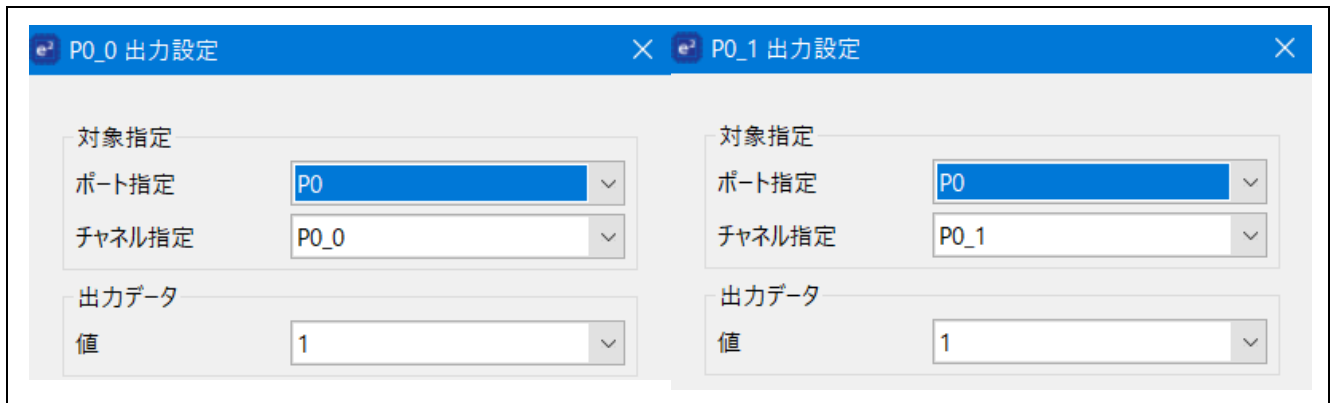 e² P0_0 出力設定
対象指定
ポート指定 P0
チャネル指定 P0_0
出力データ
値 1
e² P0_1 出力設定
対象指定
ポート指定 P0
チャネル指定 P0_1
出力データ
値 1